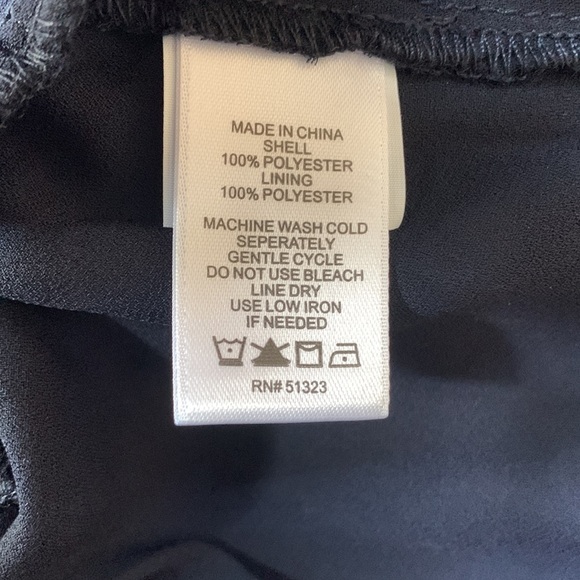 MADE IN CHINA
SHELL
100% POLYESTER
LINING
100% POLYESTER
MACHINE WASH COLD
SEPERATELY
GENTLE CYCLE
DO NOT USE BLEACH
LINE DRY
USE LOW IRON
IF NEEDED
RN# 51323